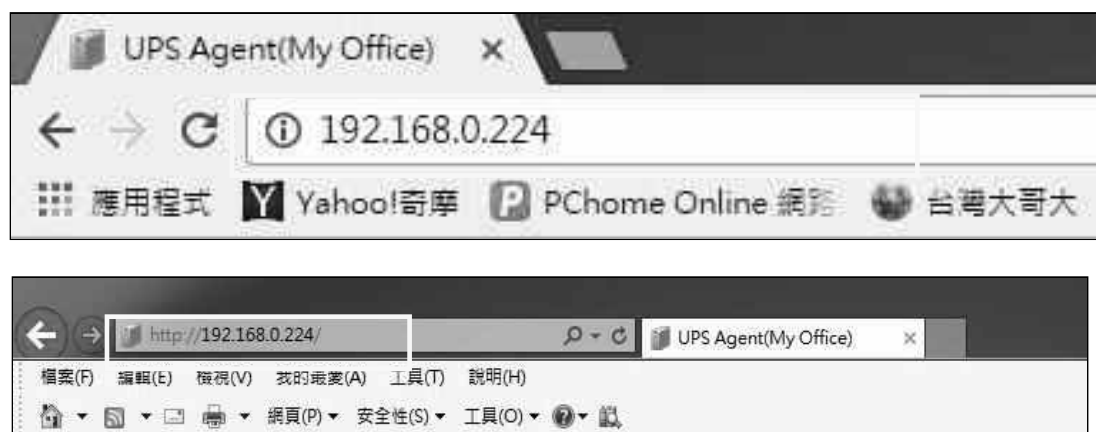 UPS Agent(My Office)
192.168.0.224
應用程式 Yahoo!奇摩 PChome Online 網路 台灣大哥大
http://192.168.0.224/ UPS Agent(My Office)
檔案(F) 編輯(E) 檢視(V) 我的最愛(A) 工具(T) 說明(H)
網頁(P) 安全性(S) 工具(O)